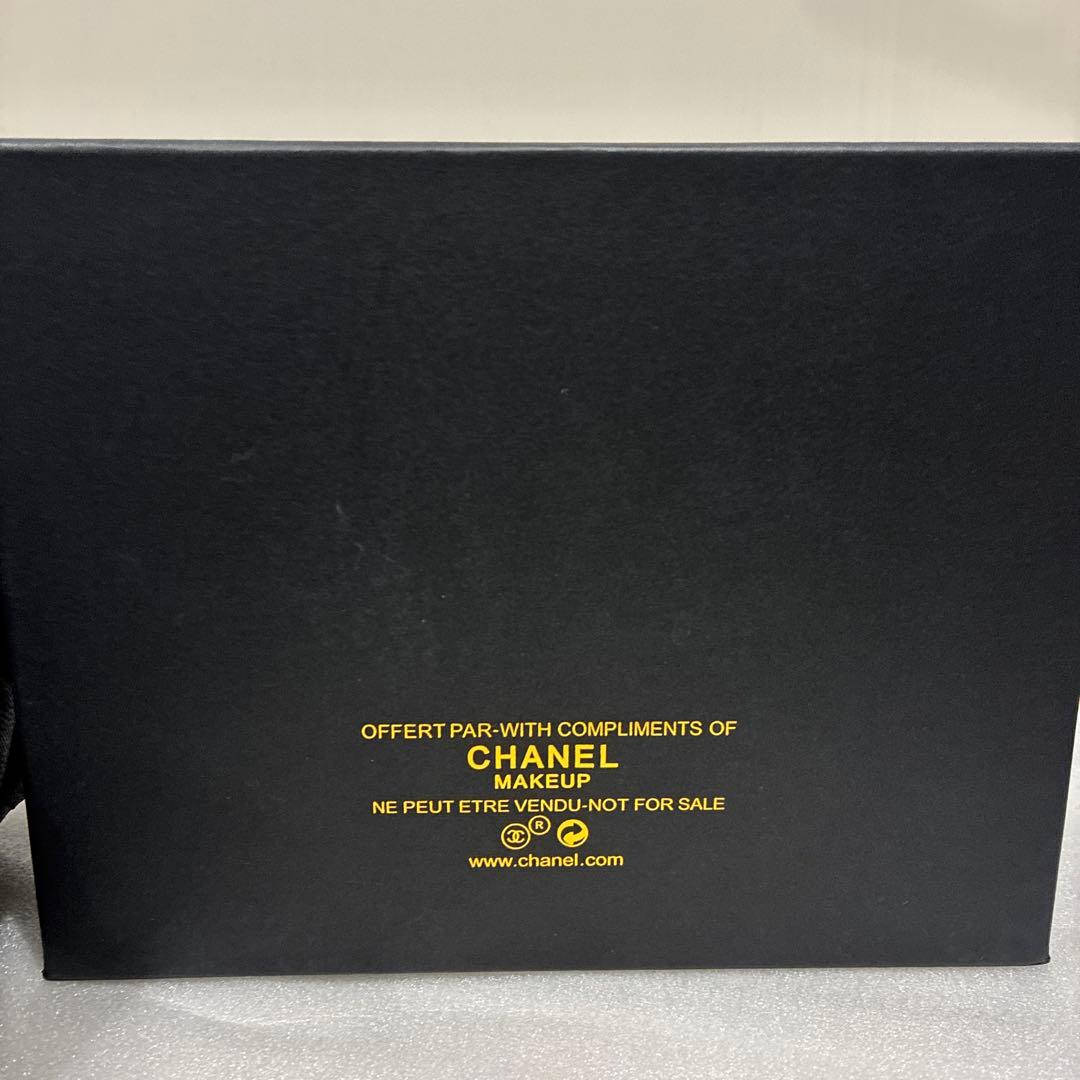 OFFERT PAR-WITH COMPLIMENTS OF
CHANEL
MAKEUP
NE PEUT ETRE VENDU-NOT FOR SALE
®
www.chanel.com